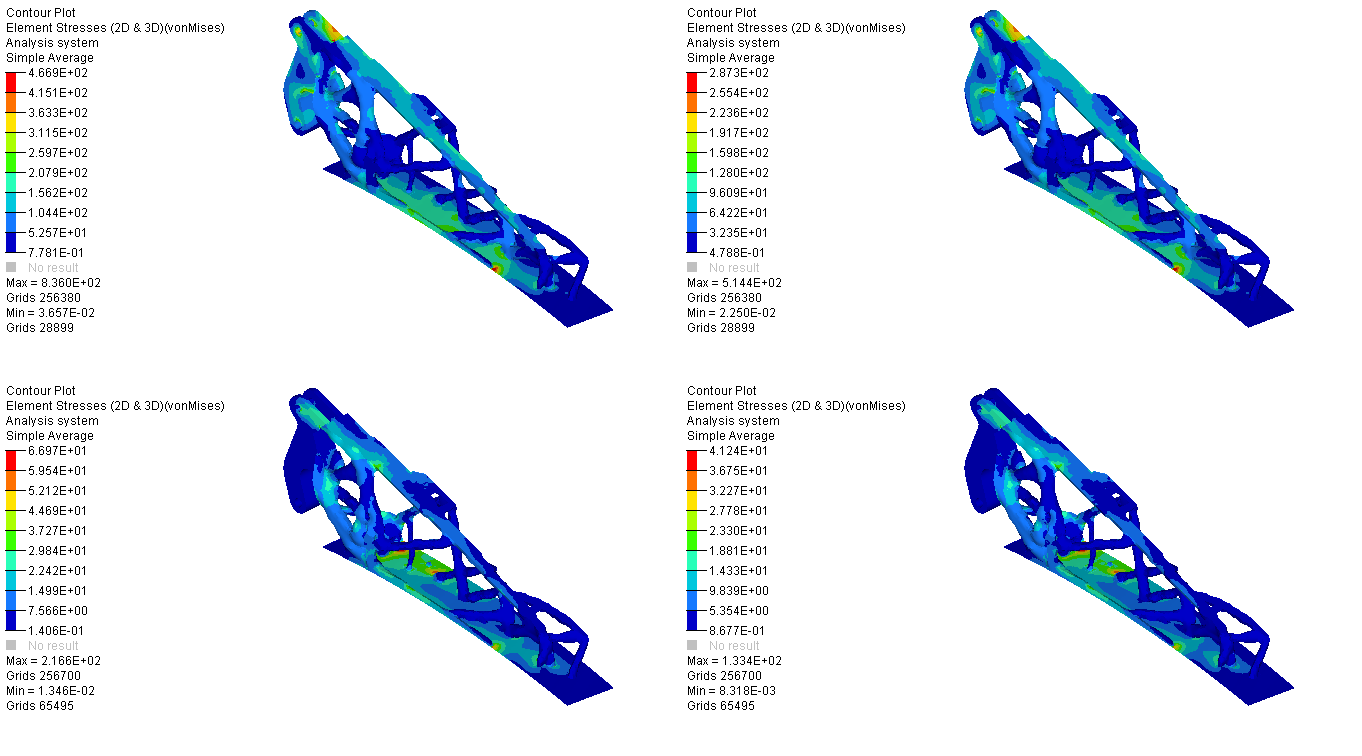 Contour Plot
Element Stresses (2D & 3D)(vonMises)
Analysis system
Simple Average
4.669E+02
4.151E+02
3.633E+02
3.115E+02
2.597E+02
2.079E+02
1.562E+02
1.044E+02
5.257E+01
7.781E-01
No result
Max = 8.360E+02
Grids 256380
Min = 3.657E-02
Grids 28899
Contour Plot
Element Stresses (2D & 3D)(vonMises)
Analysis system
Simple Average
2.873E+02
2.554E+02
2.236E+02
1.917E+02
1.598E+02
1.280E+02
9.609E+01
6.422E+01
3.235E+01
4.788E-01
No result
Max = 5.144E+02
Grids 256380
Min = 2.250E-02
Grids 28899
Contour Plot
Element Stresses (2D & 3D)(vonMises)
Analysis system
Simple Average
6.697E+01
5.954E+01
5.212E+01
4.469E+01
3.727E+01
2.984E+01
2.242E+01
1.499E+01
7.566E+00
1.406E-01
No result
Max = 2.166E+02
Grids 256700
Min = 1.346E-02
Grids 65495
Contour Plot
Element Stresses (2D & 3D)(vonMises)
Analysis system
Simple Average
4.124E+01
3.675E+01
3.227E+01
2.778E+01
2.330E+01
1.881E+01
1.433E+01
9.839E+00
5.354E+00
8.677E-01
No result
Max = 1.334E+02
Grids 256700
Min = 8.318E-03
Grids 65495